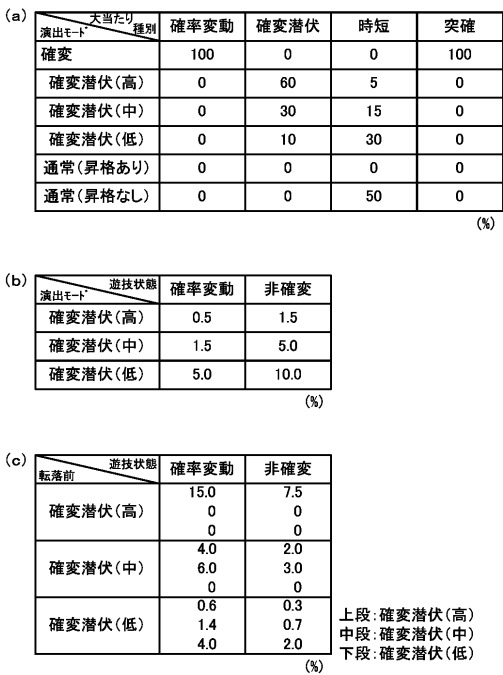 (a)
大当たり種別 演出モード 確率変動 確変潜伏 時短 突確
確変 100 0 0 100
確変潜伏(高) 0 60 5 0
確変潜伏(中) 0 30 15 0
確変潜伏(低) 0 10 30 0
通常(昇格あり) 0 0 0 0
通常(昇格なし) 0 0 50 0
(%)
(b)
遊技状態 演出モード 確率変動 非確変
確変潜伏(高) 0.5 1.5
確変潜伏(中) 1.5 5.0
確変潜伏(低) 5.0 10.0
(%)
(c)
遊技状態 転落前 確率変動 非確変
確変潜伏(高) 15.0 7.5
0 0
0 0
確変潜伏(中) 4.0 2.0
6.0 3.0
0 0
確変潜伏(低) 0.6 0.3
1.4 0.7
4.0 2.0
(%)
上段:確変潜伏(高)
中段:確変潜伏(中)
下段:確変潜伏(低)